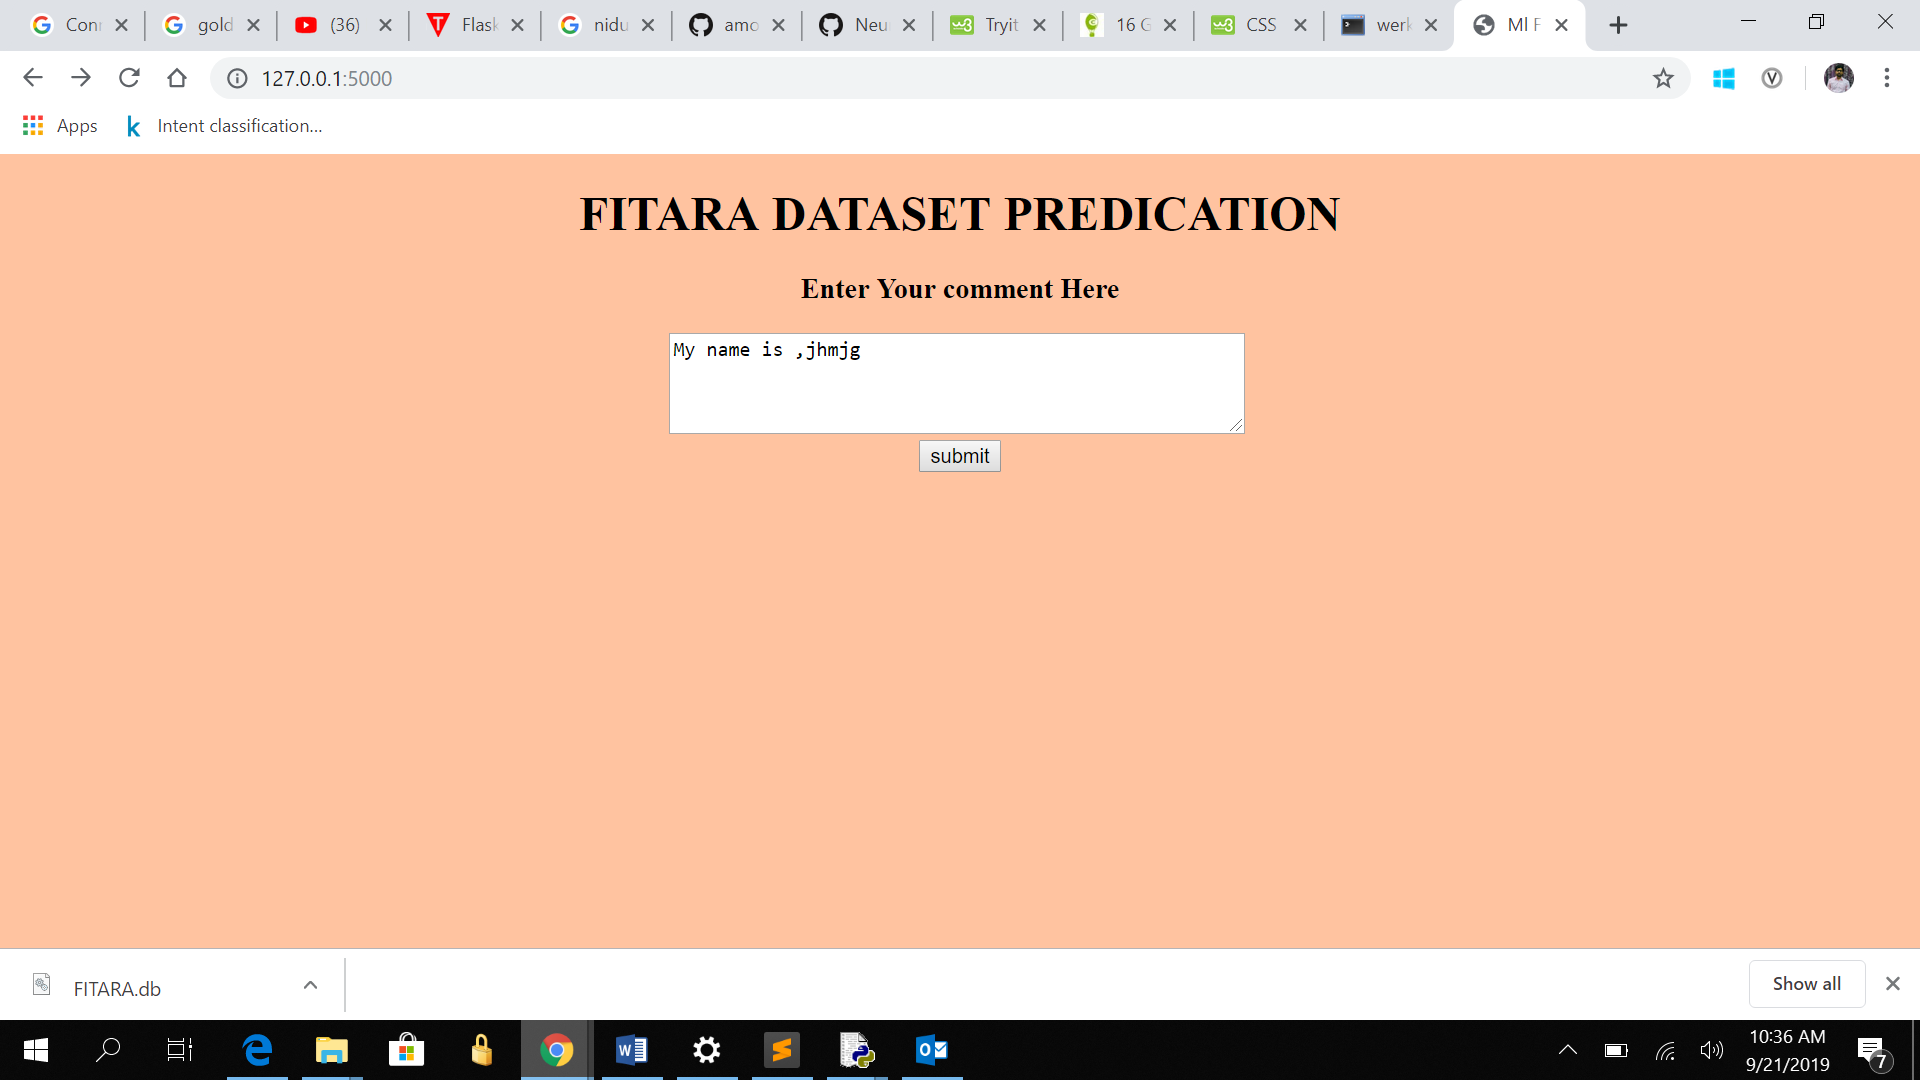 Conr
gold
(36)
Flask
nidu
amo
Neu
Tryit
16 G
CSS
werk
Ml F
127.0.0.1:5000
Apps
Intent classification...
FITARA DATASET PREDICATION
Enter Your comment Here
My name is ,jhmjg
submit
FITARA.db
Show all
10:36 AM
9/21/2019
7